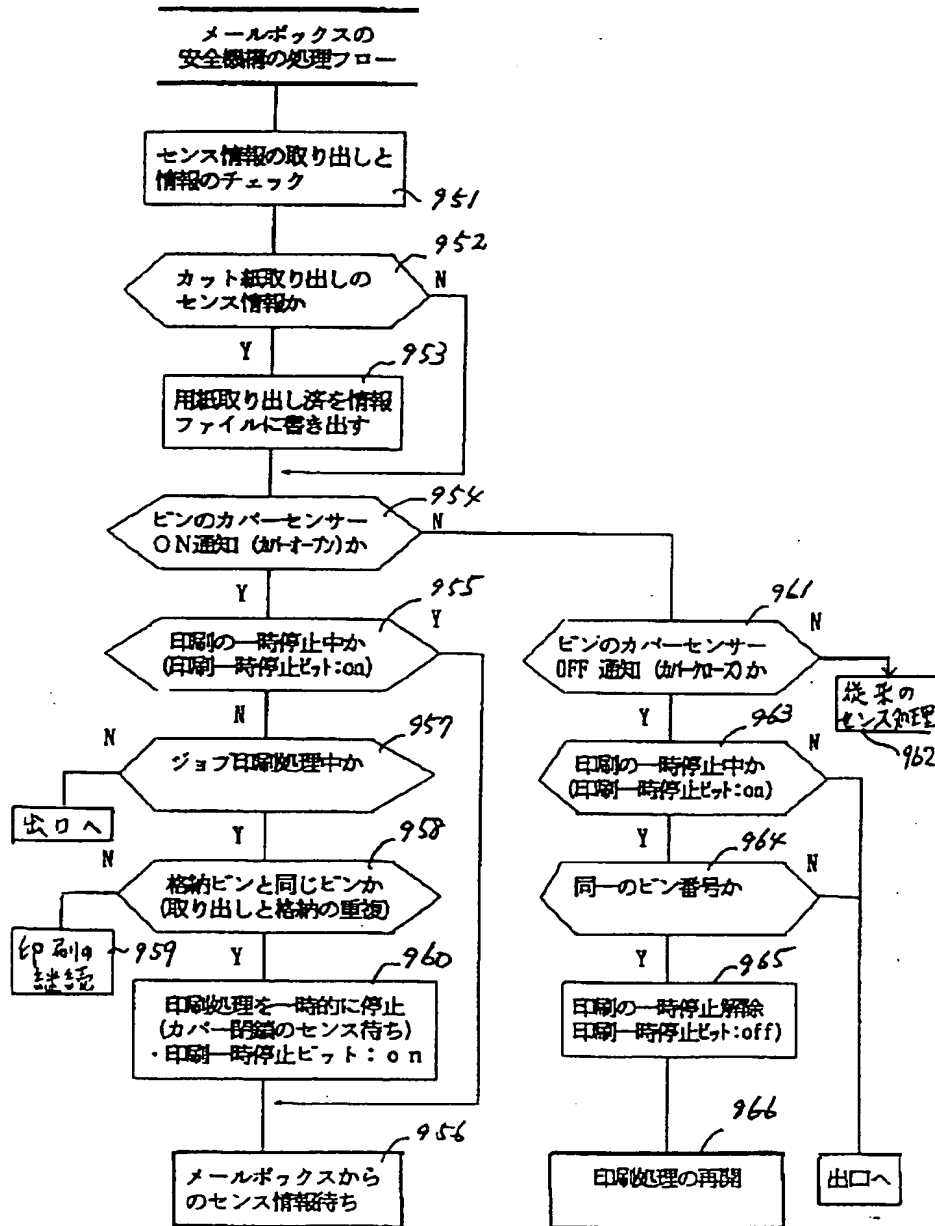 メールボックスの
安全機構の処理フロー
センス情報の取り出しと
情報のチェック
951
952
カット紙取り出しの
センス情報か
N
Y
953
用紙取り出し済を情報
ファイルに書き出す
954
ビンのカバーセンサー
ON通知 (カバーオープン)か
N
Y
955
印刷の一時停止中か
(印刷一時停止ビット:on)
Y
N
957
ジョブ印刷処理中か
N
出口へ
Y
958
格納ビンと同じビンか
(取り出しと格納の重複)
N
印刷の
継続
959
Y
960
印刷処理を一時的に停止
(カバー閉鎖のセンス待ち)
・印刷一時停止ビット:on
956
メールボックスから
のセンス情報待ち
961
ビンのカバーセンサー
OFF通知 (カバークローズ)か
N
従来の
センス処理
962
Y
963
印刷の一時停止中か
(印刷一時停止ビット:on)
N
Y
964
同一のビン番号か
N
Y
965
印刷の一時停止解除
印刷一時停止ビット:off)
966
印刷処理の再開
出口へ